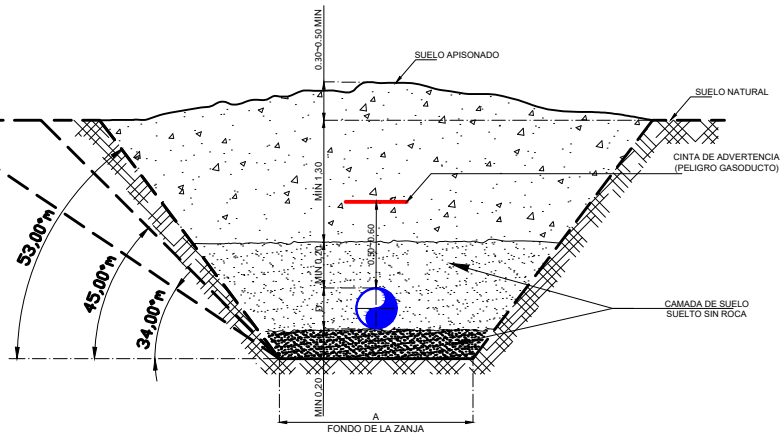 0.30~0.50 MIN
SUELO APISONADO
SUELO NATURAL
CINTA DE ADVERTENCIA
(PELIGRO GASODUCTO)
MIN 1.30
53,00°m
45,00°m
34,00°m
MIN 0.20
0.30~0.60
CAMADA DE SUELO
SUELTO SIN ROCA
MIN 0.20
A
FONDO DE LA ZANJA